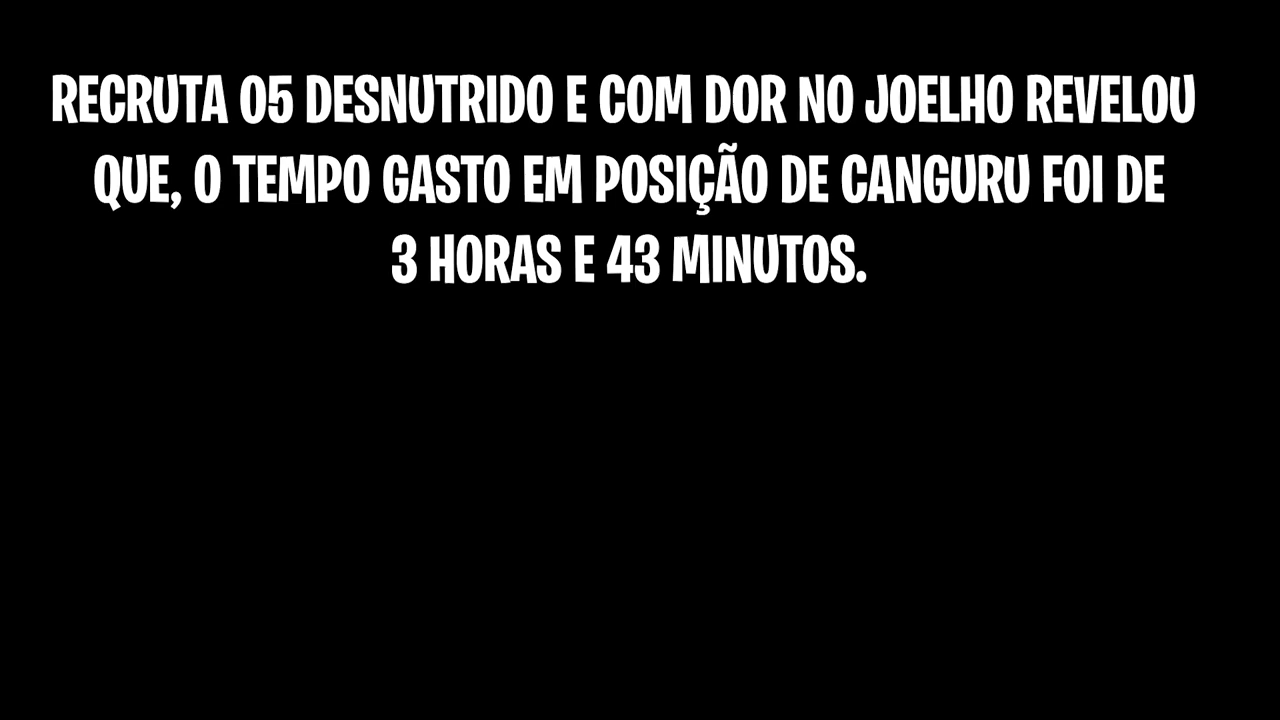 RECRUTA 05 DESNUTRIDO E COM DOR NO JOELHO REVELOU
QUE, O TEMPO GASTO EM POSIÇÃO DE CANGURU FOI DE
3 HORAS E 43 MINUTOS.